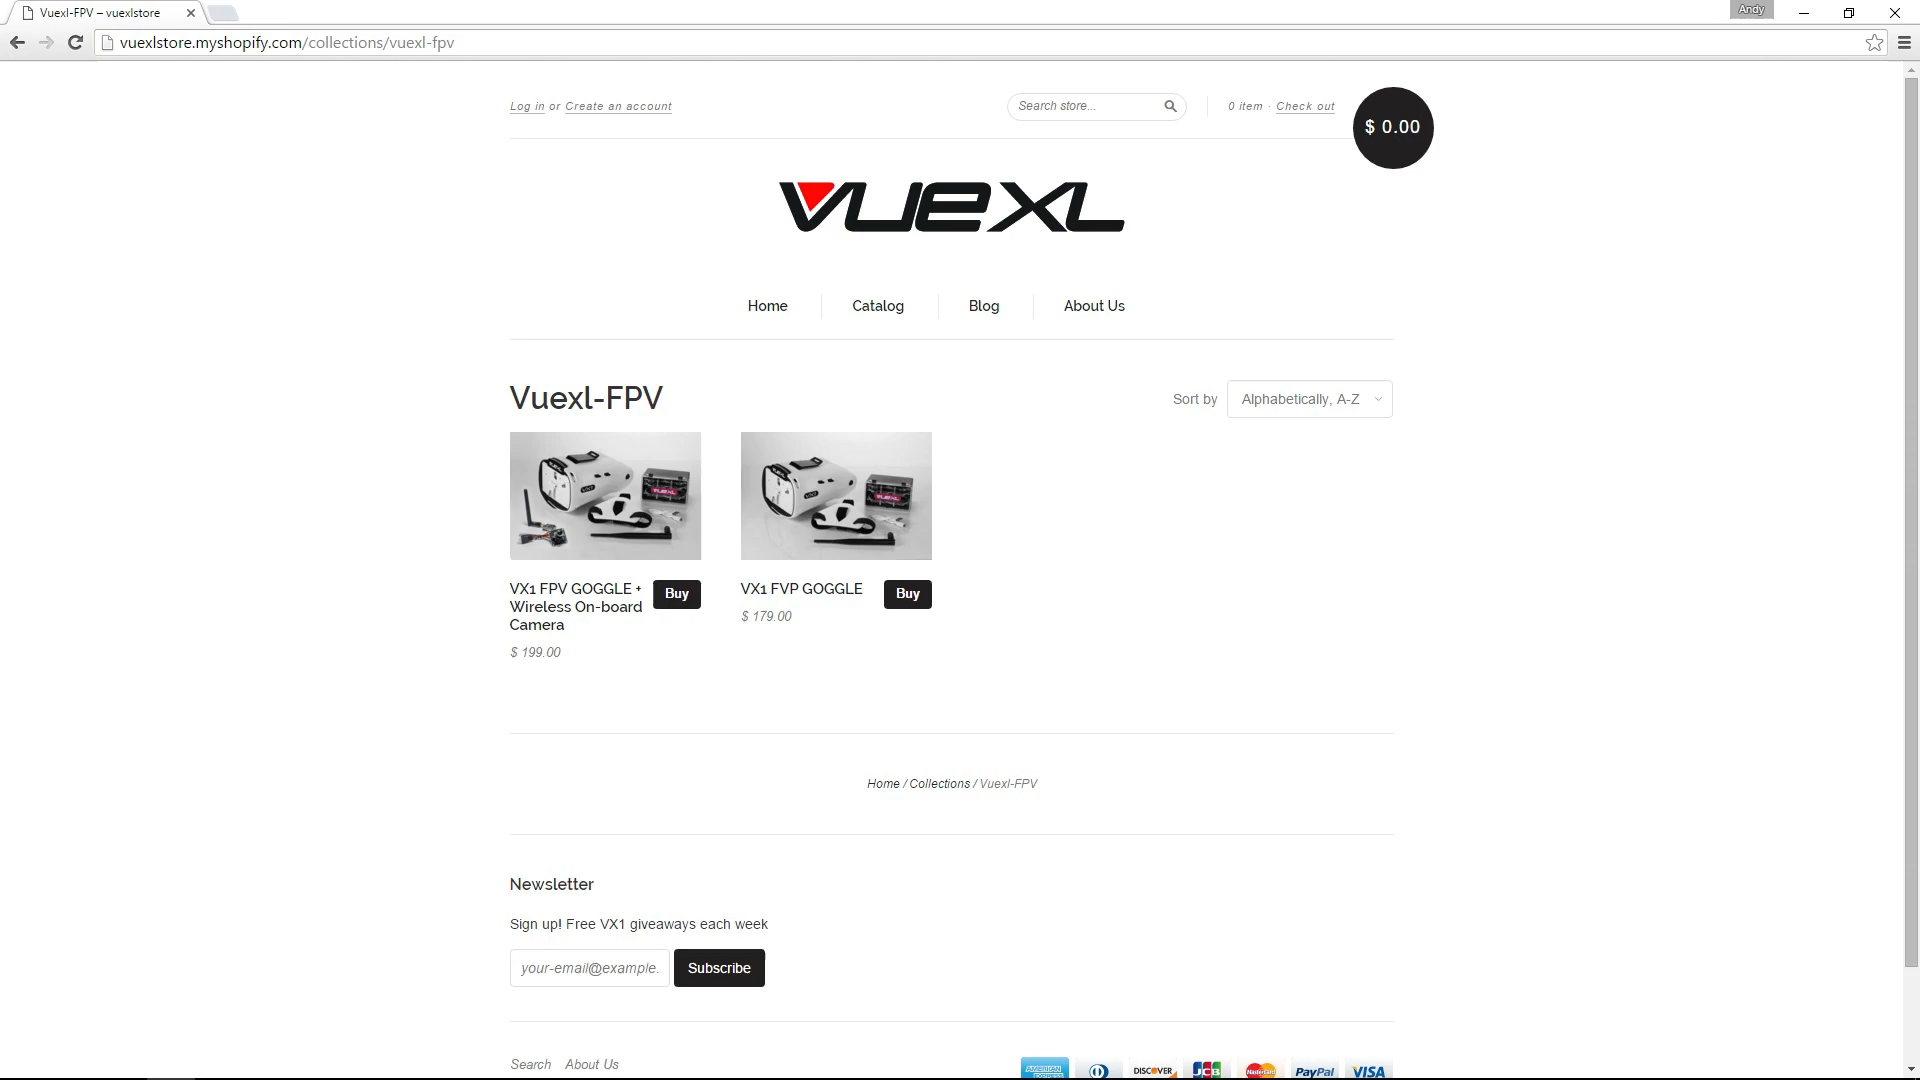 Vuexl-FPV – vuexlstore
Andy
vuexlstore.myshopify.com/collections/vuexl-fpv
Log in or Create an account
Search store...
0 item · Check out
$ 0.00
VUEXL
Home
Catalog
Blog
About Us
Vuexl-FPV
Sort by
Alphabetically, A-Z
VX1 FPV GOGGLE +
Wireless On-board
Camera
Buy
$ 199.00
VX1 FVP GOGGLE
Buy
$ 179.00
Home / Collections / Vuexl-FPV
Newsletter
Sign up! Free VX1 giveaways each week
your-email@example.
Subscribe
Search
About Us
AMERICAN EXPRESS
DISCOVER
JCB
MasterCard
PayPal
VISA